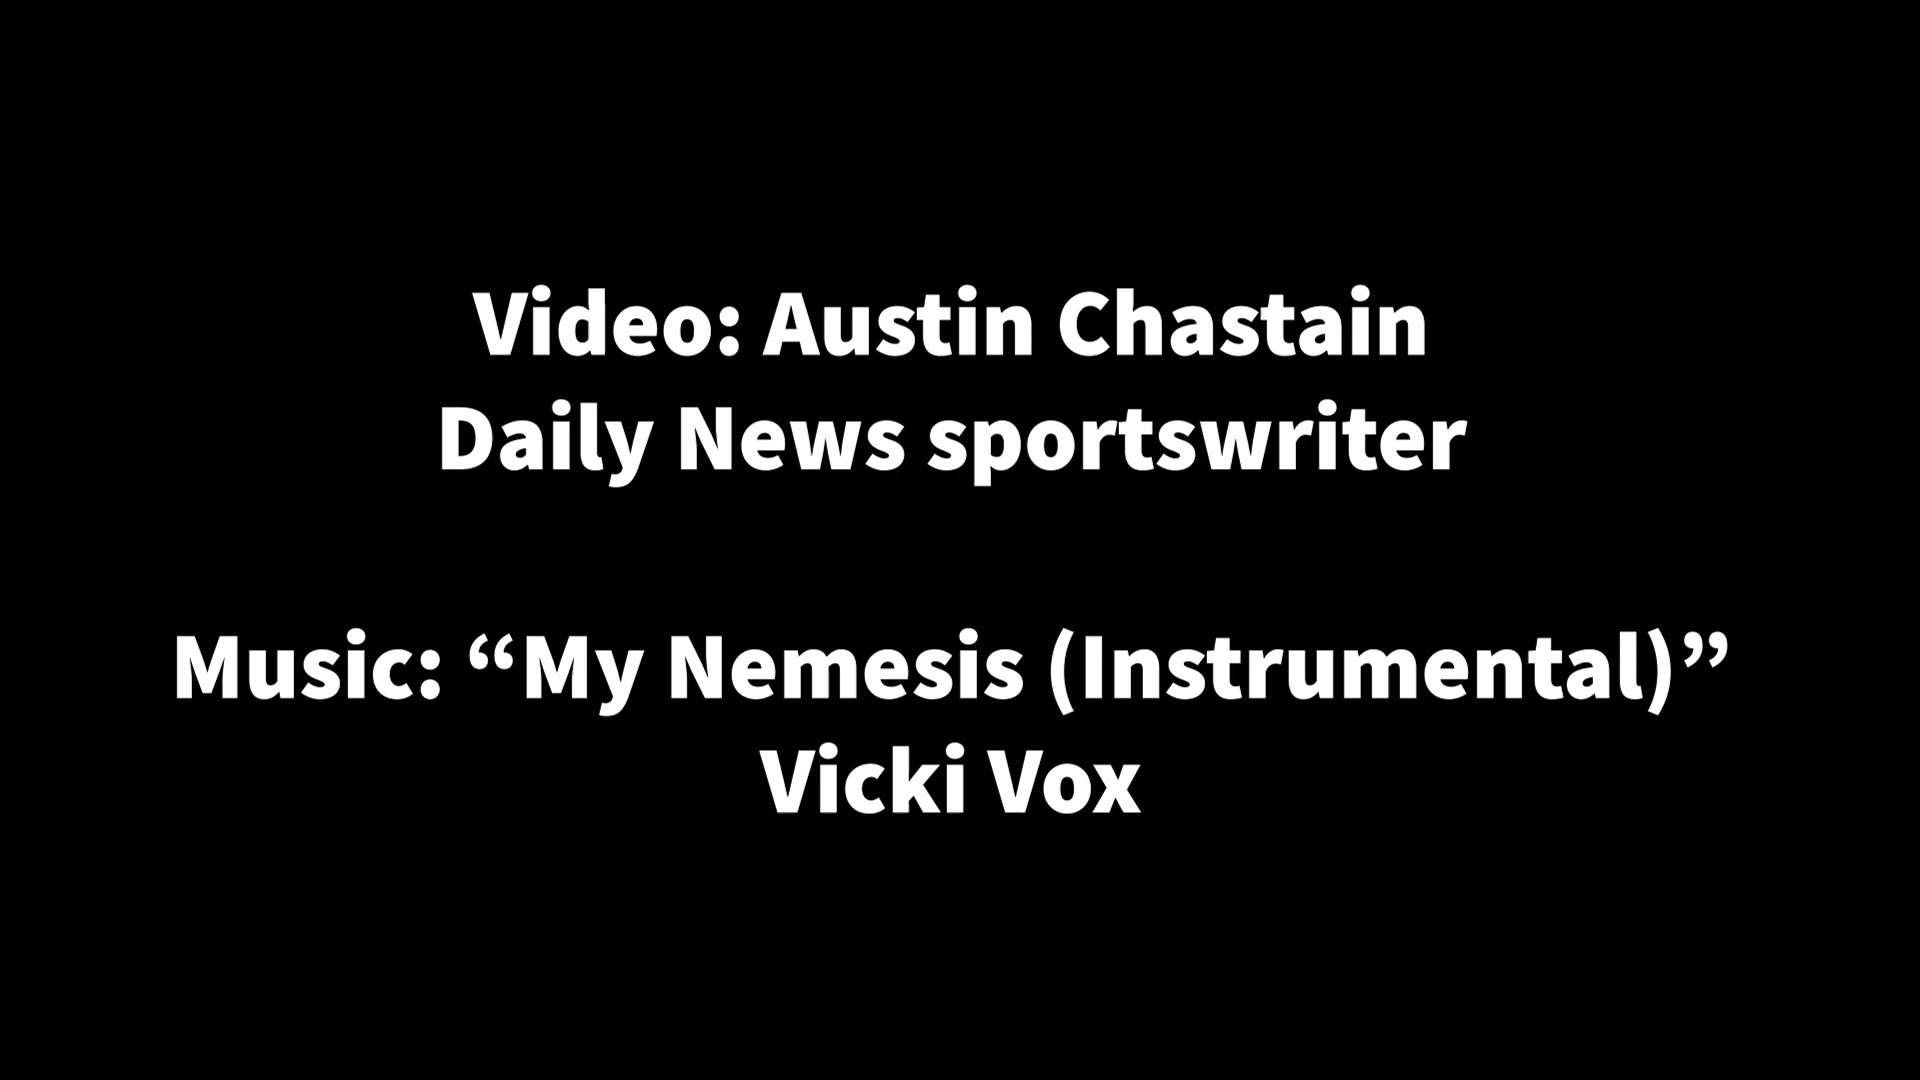 Video: Austin Chastain
Daily News sportswriter
Music: “My Nemesis (Instrumental)”
Vicki Vox